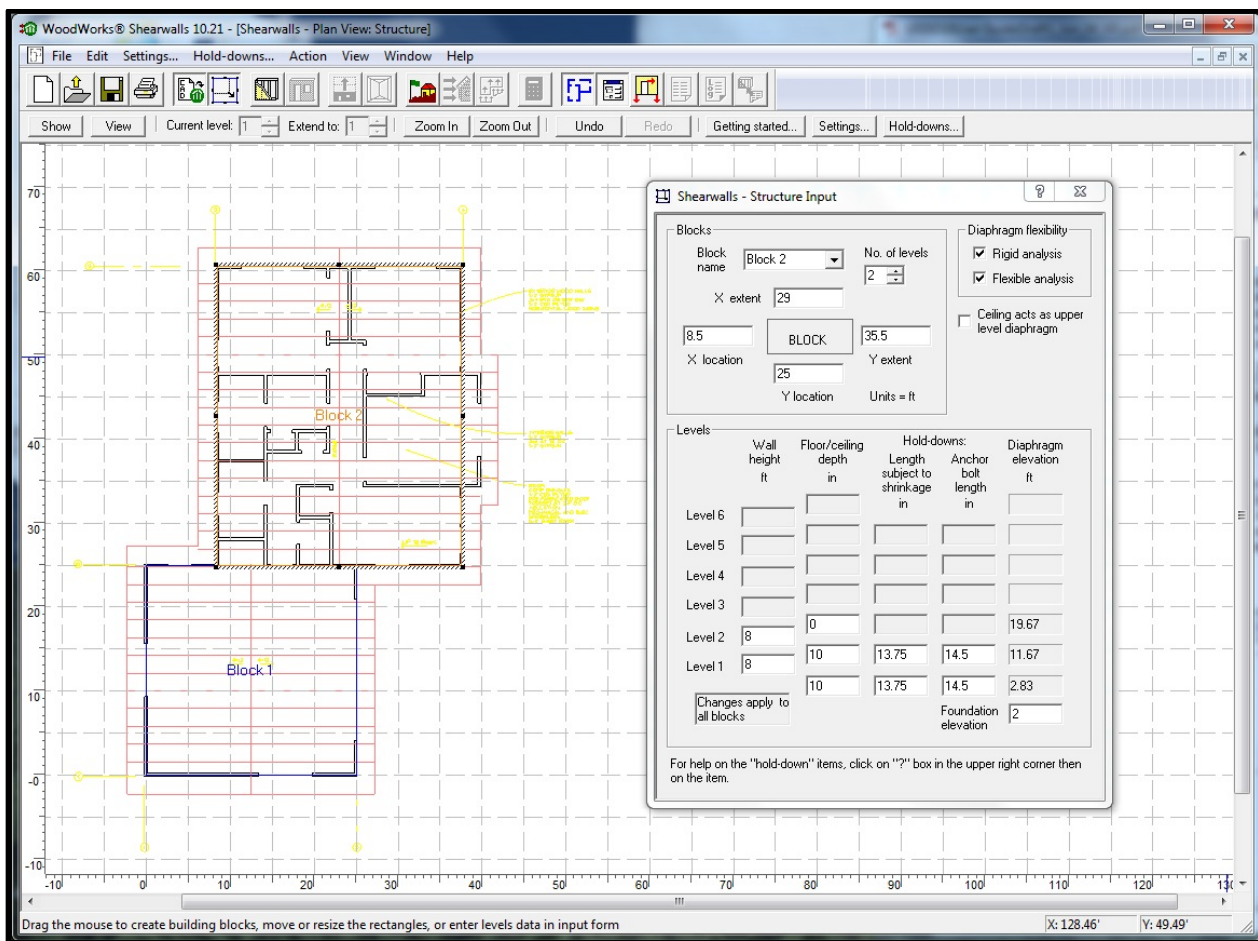 WoodWorks® Shearwalls 10.21 - [Shearwalls - Plan View: Structure]
File Edit Settings... Hold-downs... Action View Window Help
Show View Current level: 1 Extend to: 1 Zoom In Zoom Out Undo Redo Getting started... Settings... Hold-downs...
70
60
50
40
30
20
10
-0
-10
-10 0 10 20 30 40 50 60 70 80 90 100 110 120 130
Block 2
Block 1
Shearwalls - Structure Input
Blocks
Block name Block 2
No. of levels
2
X extent 29
8.5
X location
BLOCK
35.5
Y extent
25
Y location
Units = ft
Diaphragm flexibility
Rigid analysis
Flexible analysis
Ceiling acts as upper
level diaphragm
Levels
Wall height ft
Floor/ceiling depth in
Hold-downs:
Length subject to shrinkage in
Anchor bolt length in
Diaphragm elevation ft
Level 6
Level 5
Level 4
Level 3
0 19.67
Level 2 8
10 13.75 14.5 11.67
Level 1 8
10 13.75 14.5 2.83
Changes apply to
all blocks
Foundation elevation 2
For help on the "hold-down" items, click on "?" box in the upper right corner then
on the item.
Drag the mouse to create building blocks, move or resize the rectangles, or enter levels data in input form
X: 128.46' Y: 49.49'